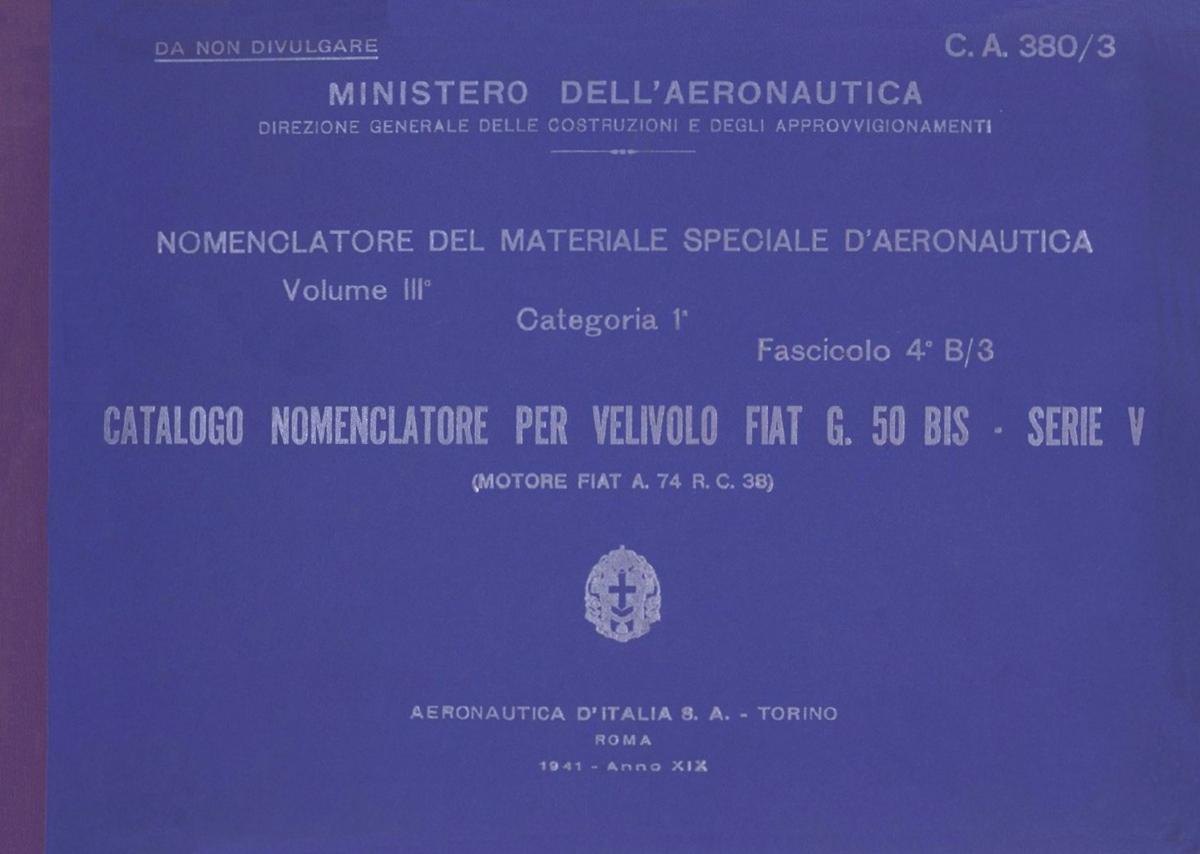 DA NON DIVULGARE
C. A. 380/3
MINISTERO DELL'AERONAUTICA
DIREZIONE GENERALE DELLE COSTRUZIONI E DEGLI APPROVVIGIONAMENTI
NOMENCLATORE DEL MATERIALE SPECIALE D'AERONAUTICA
Volume III°
Categoria 1ª
Fascicolo 4° B/3
CATALOGO NOMENCLATORE PER VELIVOLO FIAT G. 50 BIS - SERIE V
(MOTORE FIAT A. 74 R. C. 38)
AERONAUTICA D'ITALIA S. A. - TORINO
ROMA
1941 - Anno XIX